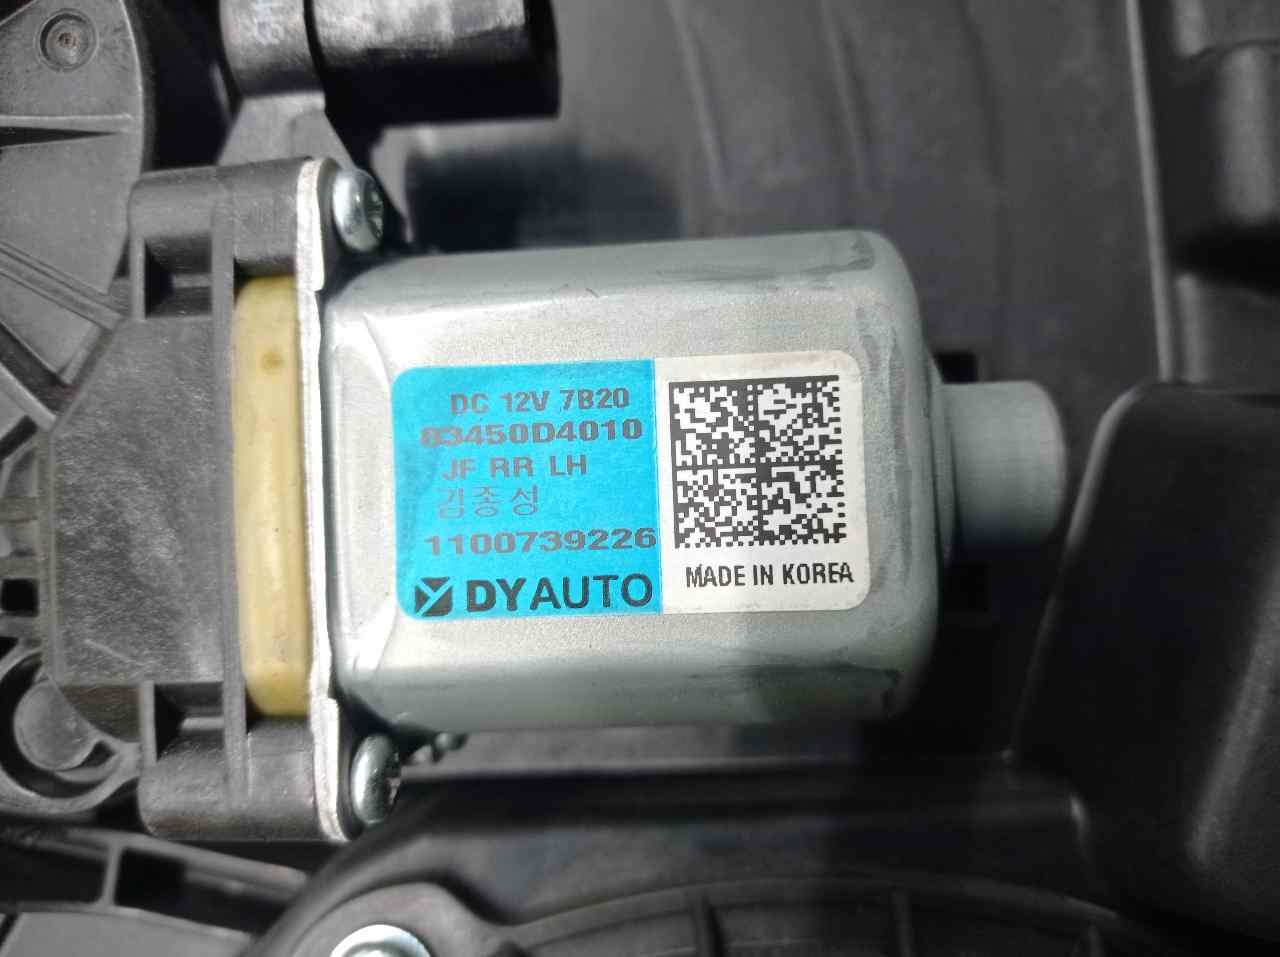 DC 12V 7B20
83450D4010
JF RR LH
김종성
1100739226
DYAUTO
MADE IN KOREA